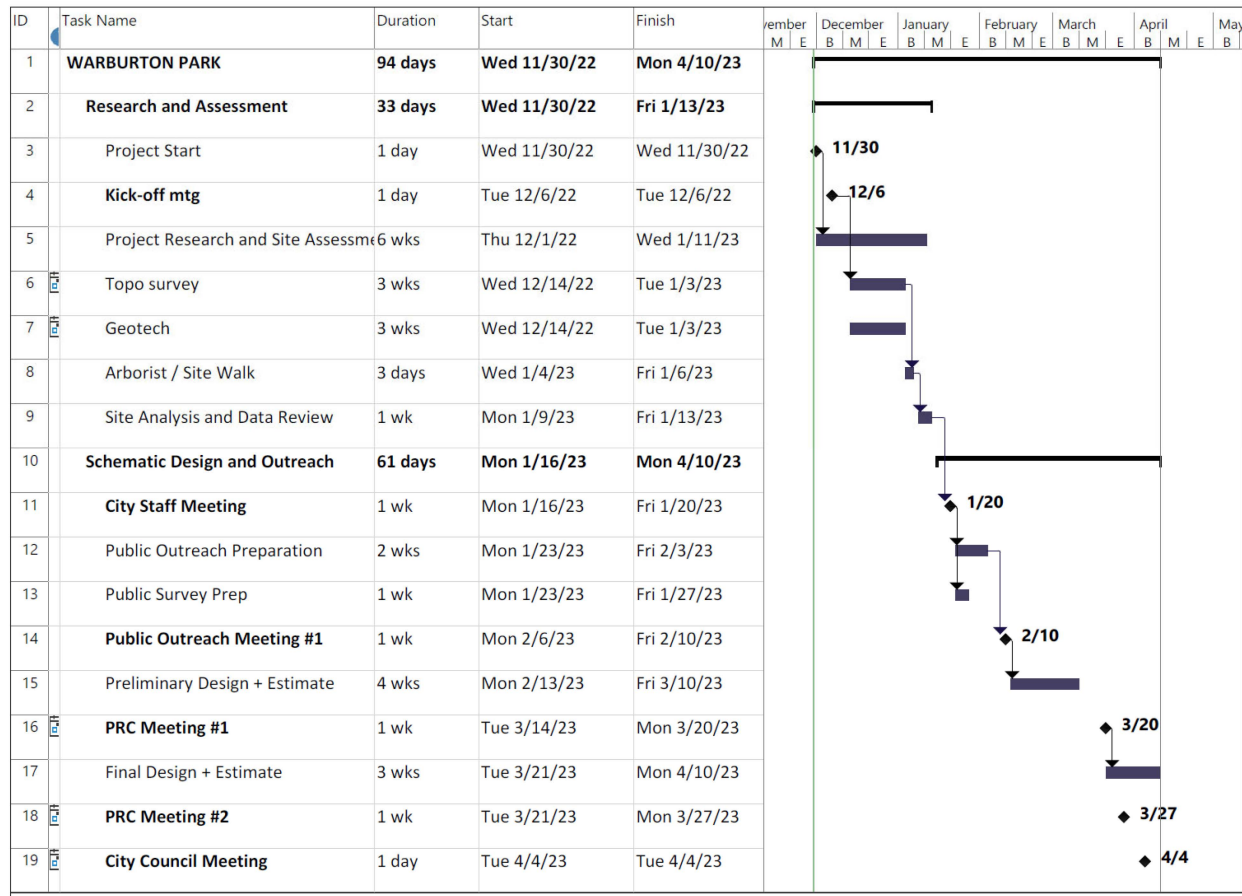 ID Task Name Duration Start Finish vember December January February March April May
M E B M E B M E B M E B M E B M E B
1 WARBURTON PARK 94 days Wed 11/30/22 Mon 4/10/23
2 Research and Assessment 33 days Wed 11/30/22 Fri 1/13/23
3 Project Start 1 day Wed 11/30/22 Wed 11/30/22 11/30
4 Kick-off mtg 1 day Tue 12/6/22 Tue 12/6/22 12/6
5 Project Research and Site Assessme 6 wks Thu 12/1/22 Wed 1/11/23
6 Topo survey 3 wks Wed 12/14/22 Tue 1/3/23
7 Geotech 3 wks Wed 12/14/22 Tue 1/3/23
8 Arborist / Site Walk 3 days Wed 1/4/23 Fri 1/6/23
9 Site Analysis and Data Review 1 wk Mon 1/9/23 Fri 1/13/23
10 Schematic Design and Outreach 61 days Mon 1/16/23 Mon 4/10/23
11 City Staff Meeting 1 wk Mon 1/16/23 Fri 1/20/23 1/20
12 Public Outreach Preparation 2 wks Mon 1/23/23 Fri 2/3/23
13 Public Survey Prep 1 wk Mon 1/23/23 Fri 1/27/23
14 Public Outreach Meeting #1 1 wk Mon 2/6/23 Fri 2/10/23 2/10
15 Preliminary Design + Estimate 4 wks Mon 2/13/23 Fri 3/10/23
16 PRC Meeting #1 1 wk Tue 3/14/23 Mon 3/20/23 3/20
17 Final Design + Estimate 3 wks Tue 3/21/23 Mon 4/10/23
18 PRC Meeting #2 1 wk Tue 3/21/23 Mon 3/27/23 3/27
19 City Council Meeting 1 day Tue 4/4/23 Tue 4/4/23 4/4